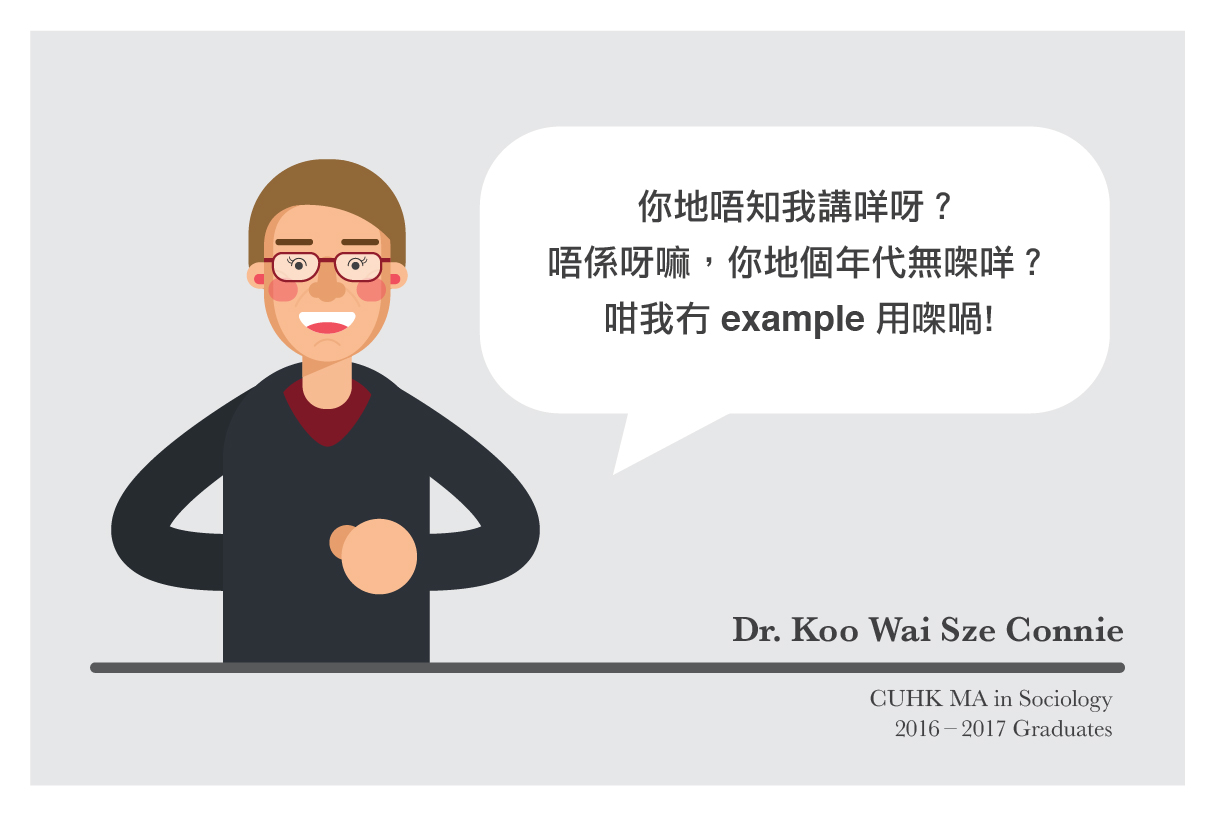 你地唔知我講咩呀？
唔係呀嘛，你地個年代無㗎咩？
咁我冇 example 用㗎喎!
Dr. Koo Wai Sze Connie
CUHK MA in Sociology
2016 – 2017 Graduates